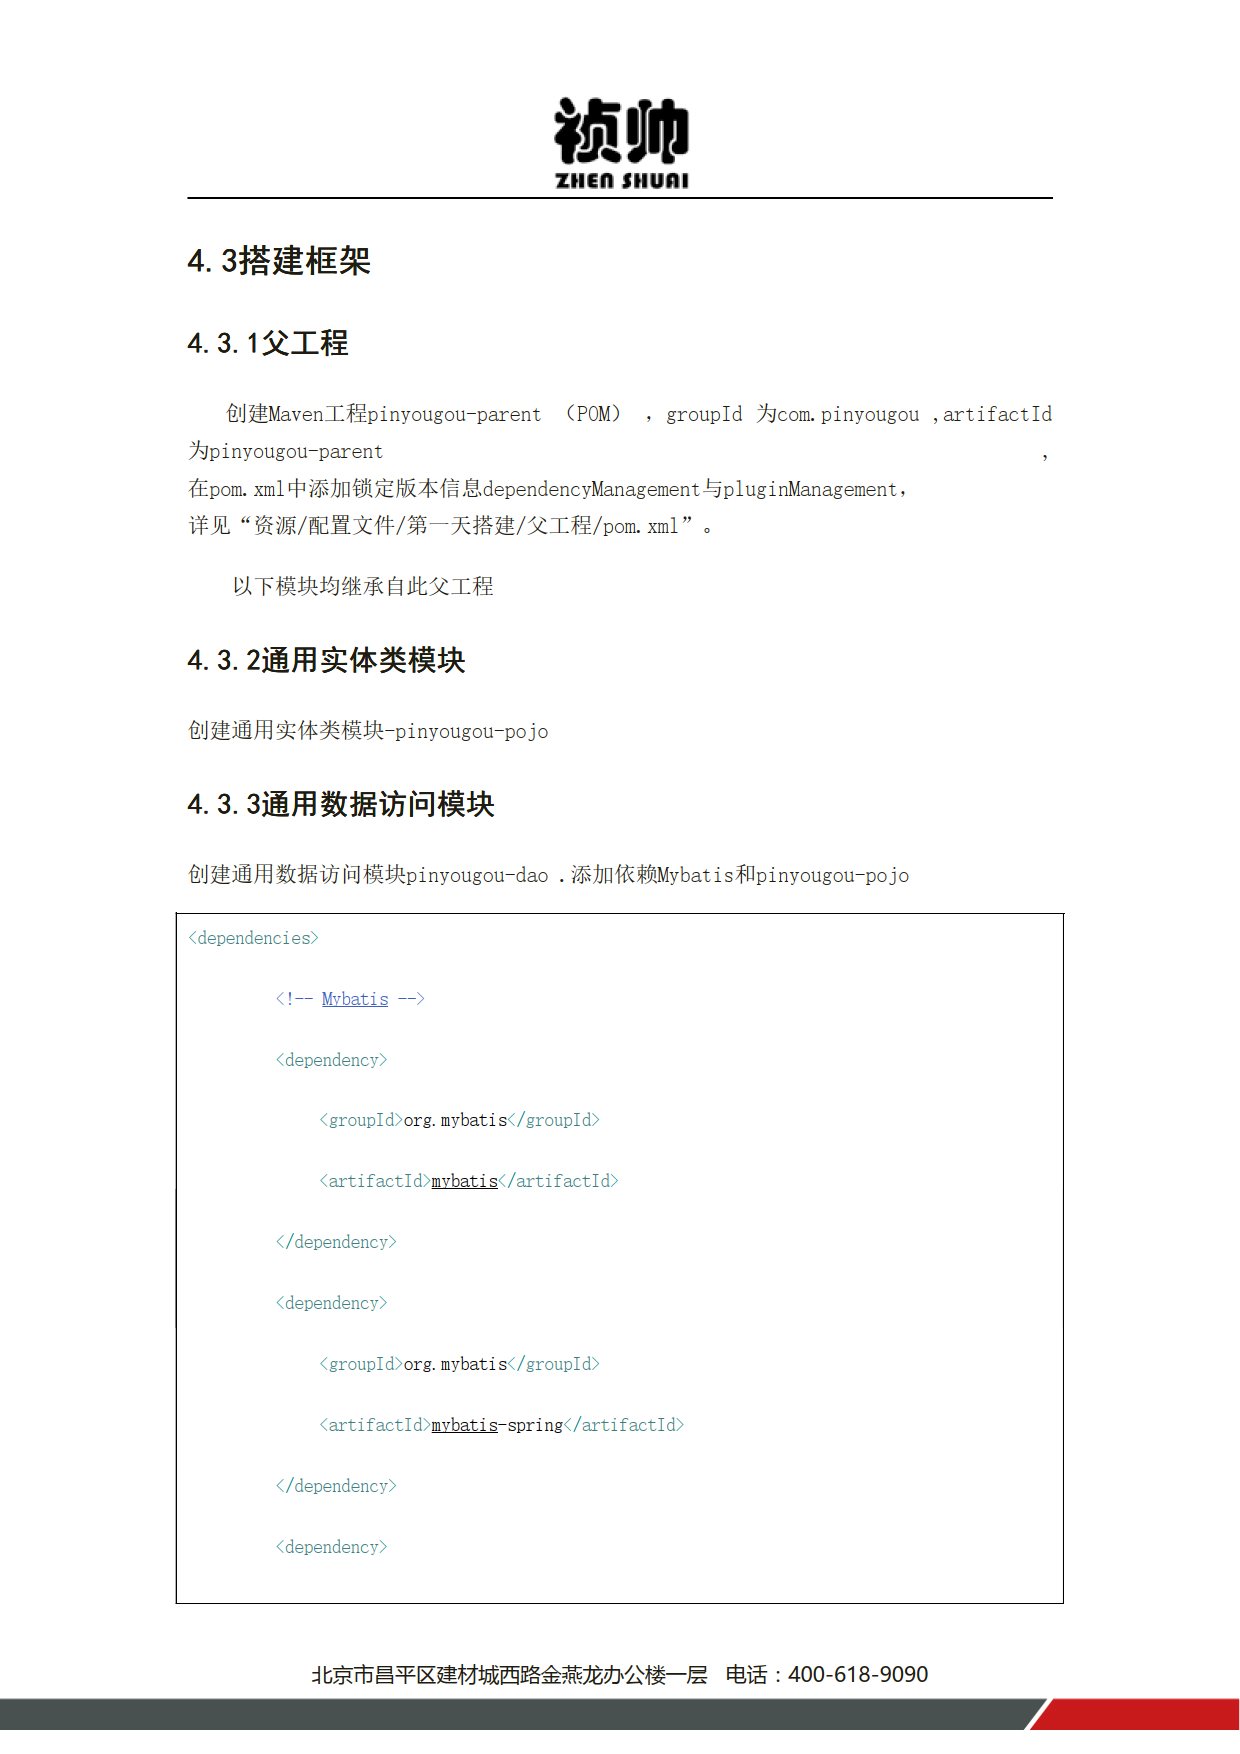 祯帅
ZHEN SHUAI
4.3搭建框架
4.3.1父工程
创建Maven工程pinyougou-parent （POM） ，groupId 为com.pinyougou ,artifactId
为pinyougou-parent ，
在pom.xml中添加锁定版本信息dependencyManagement与pluginManagement，
详见“资源/配置文件/第一天搭建/父工程/pom.xml”。
以下模块均继承自此父工程
4.3.2通用实体类模块
创建通用实体类模块-pinyougou-pojo
4.3.3通用数据访问模块
创建通用数据访问模块pinyougou-dao .添加依赖Mybatis和pinyougou-pojo
<dependencies>
<!-- Mybatis -->
<dependency>
<groupId>org.mybatis</groupId>
<artifactId>mybatis</artifactId>
</dependency>
<dependency>
<groupId>org.mybatis</groupId>
<artifactId>mybatis-spring</artifactId>
</dependency>
<dependency>
北京市昌平区建材城西路金燕龙办公楼一层 电话：400-618-9090